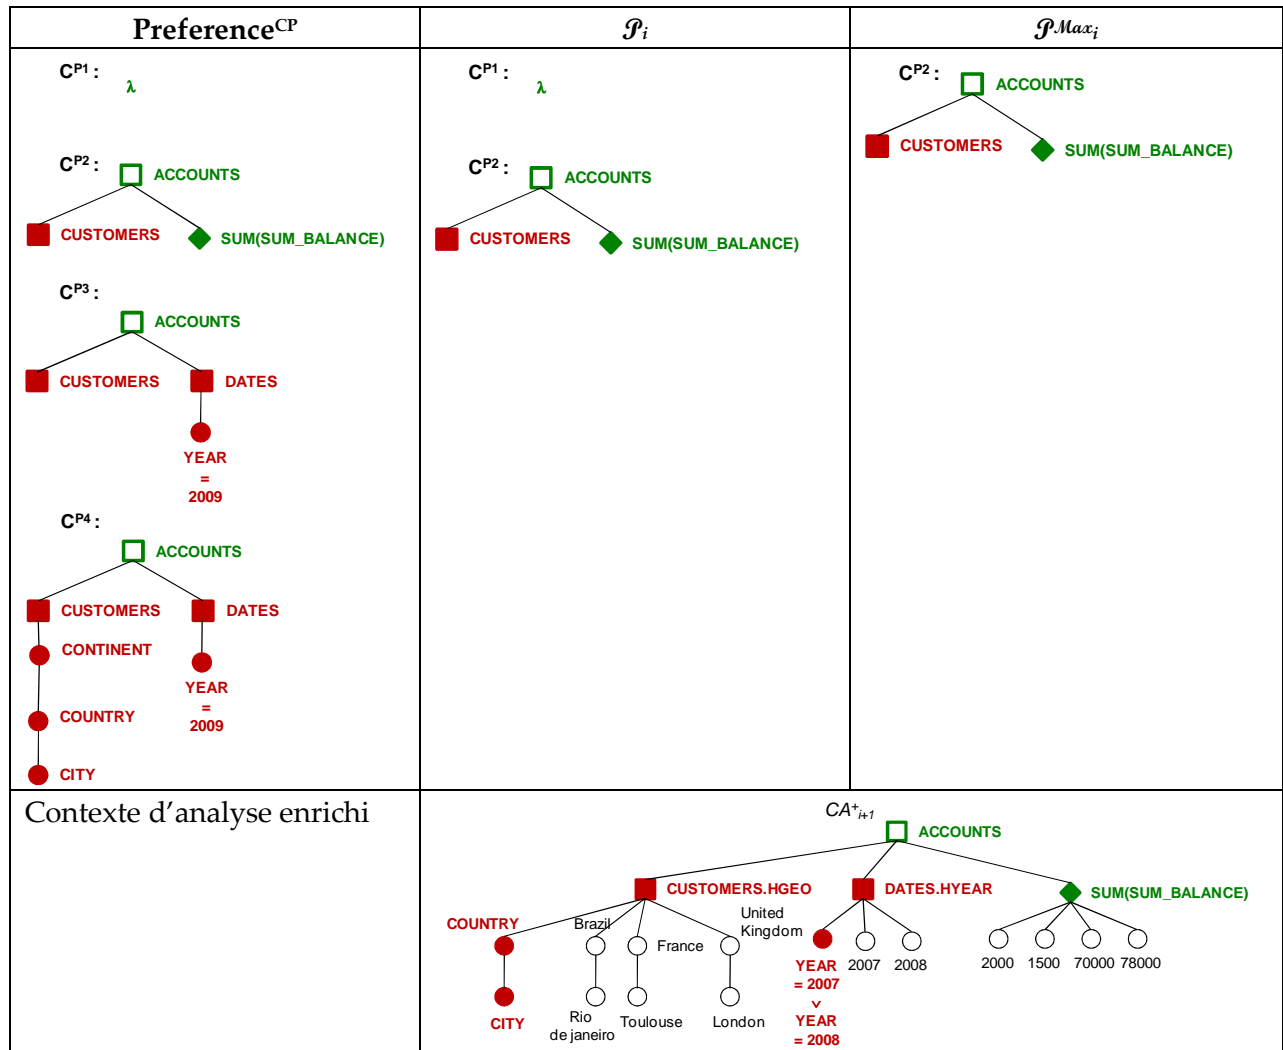 Preference^CP
𝒫i
𝒫^Max i
C^P1 :
λ
C^P2 :
ACCOUNTS
CUSTOMERS
SUM(SUM_BALANCE)
C^P3 :
ACCOUNTS
CUSTOMERS
DATES
YEAR
=
2009
C^P4 :
ACCOUNTS
CUSTOMERS
DATES
CONTINENT
YEAR
=
2009
COUNTRY
CITY
C^P1 :
λ
C^P2 :
ACCOUNTS
CUSTOMERS
SUM(SUM_BALANCE)
C^P2 :
ACCOUNTS
CUSTOMERS
SUM(SUM_BALANCE)
Contexte d'analyse enrichi
CA⁺i+1
ACCOUNTS
CUSTOMERS.HGEO
DATES.HYEAR
SUM(SUM_BALANCE)
COUNTRY
Brazil
France
United
Kingdom
YEAR
= 2007
˅
YEAR
= 2008
2007
2008
2000
1500
70000
78000
CITY
Rio
de janeiro
Toulouse
London